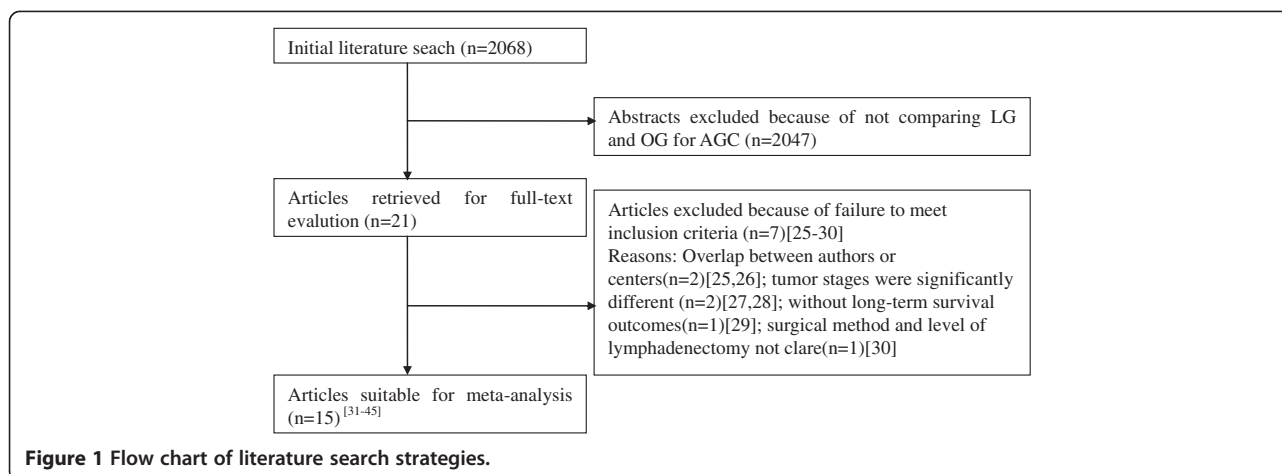 Initial literature seach (n=2068)
Abstracts excluded because of not comparing LG
and OG for AGC (n=2047)
Articles retrieved for full-text
evalution (n=21)
Articles excluded because of failure to meet
inclusion criteria (n=7)[25-30]
Reasons: Overlap between authors or
centers(n=2)[25,26]; tumor stages were significantly
different (n=2)[27,28]; without long-term survival
outcomes(n=1)[29]; surgical method and level of
lymphadenectomy not clare(n=1)[30]
Articles suitable for meta-analysis
(n=15)[31-45]
Figure 1 Flow chart of literature search strategies.